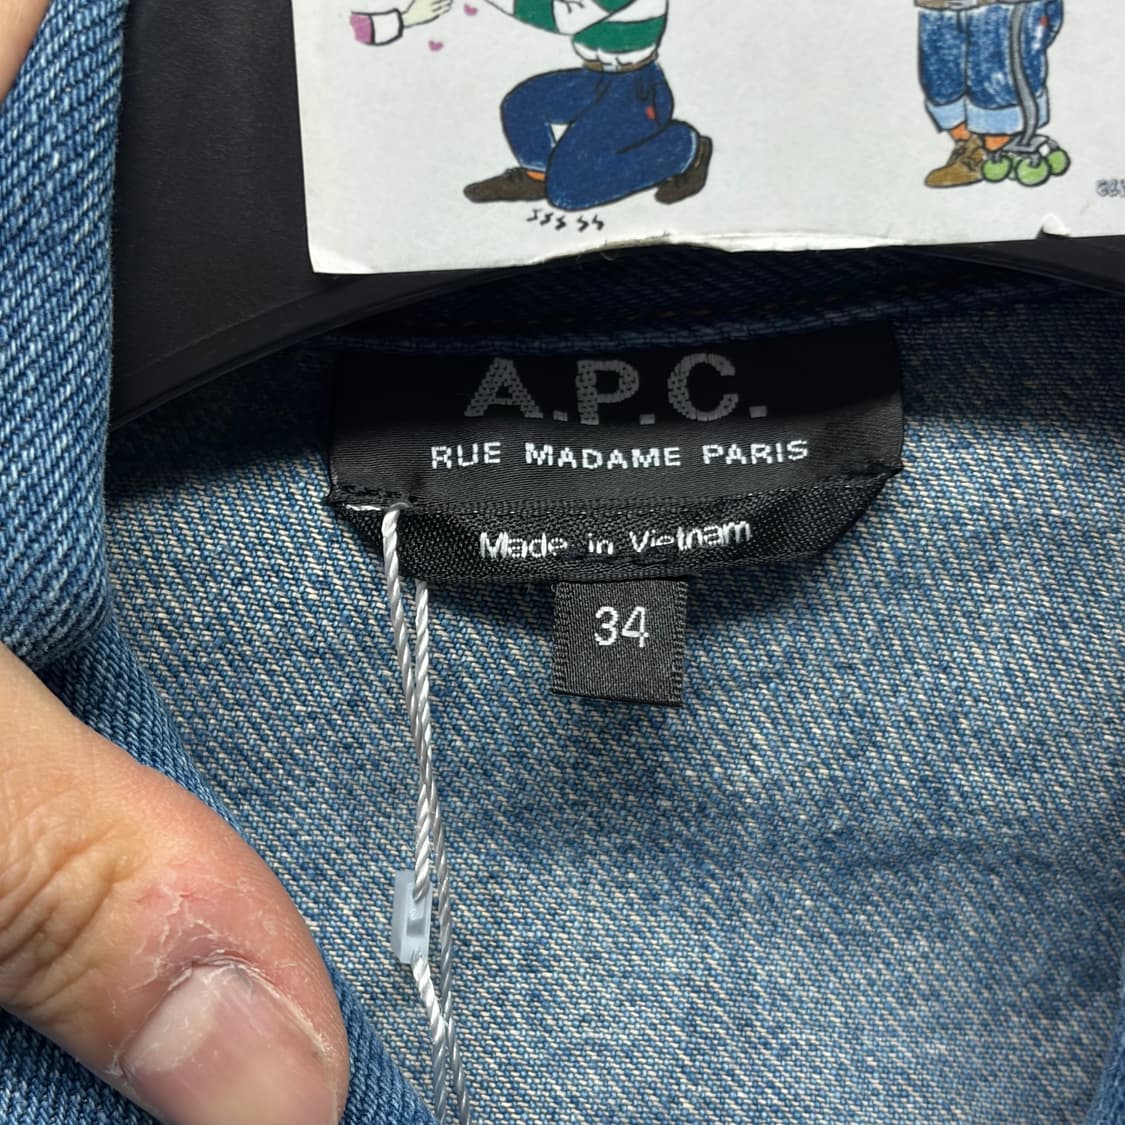 A.P.C.
RUE MADAME PARIS
Made in Vietnam
34